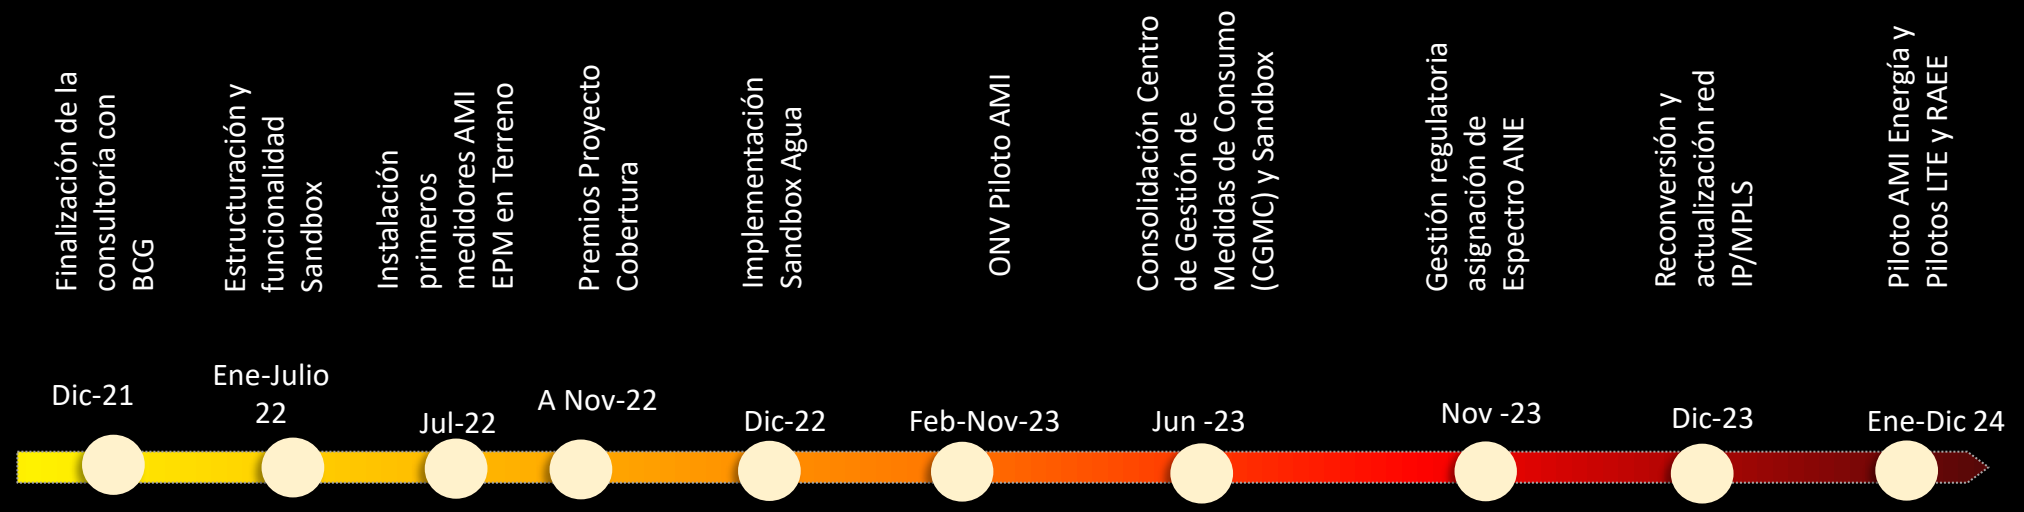 Finalización de la
consultoría con
BCG
Estructuración y
funcionalidad
Sandbox
Instalación
primeros
medidores AMI
EPM en Terreno
Premios Proyecto
Cobertura
Implementación
Sandbox Agua
ONV Piloto AMI
Consolidación Centro
de Gestión de
Medidas de Consumo
(CGMC) y Sandbox
Gestión regulatoria
asignación de
Espectro ANE
Reconversión y
actualización red
IP/MPLS
Piloto AMI Energía y
Pilotos LTE y RAEE
Dic-21
Ene-Julio
22
Jul-22
A Nov-22
Dic-22
Feb-Nov-23
Jun -23
Nov -23
Dic-23
Ene-Dic 24